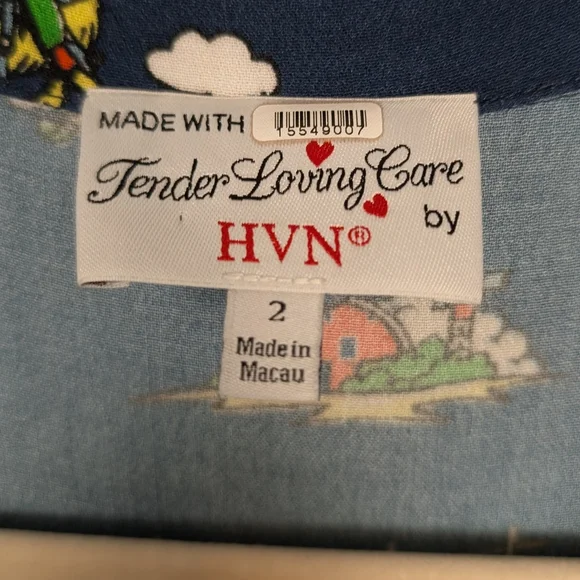 MADE WITH 15549007
Tender Loving Care
by
HVN®
2
Made in
Macau